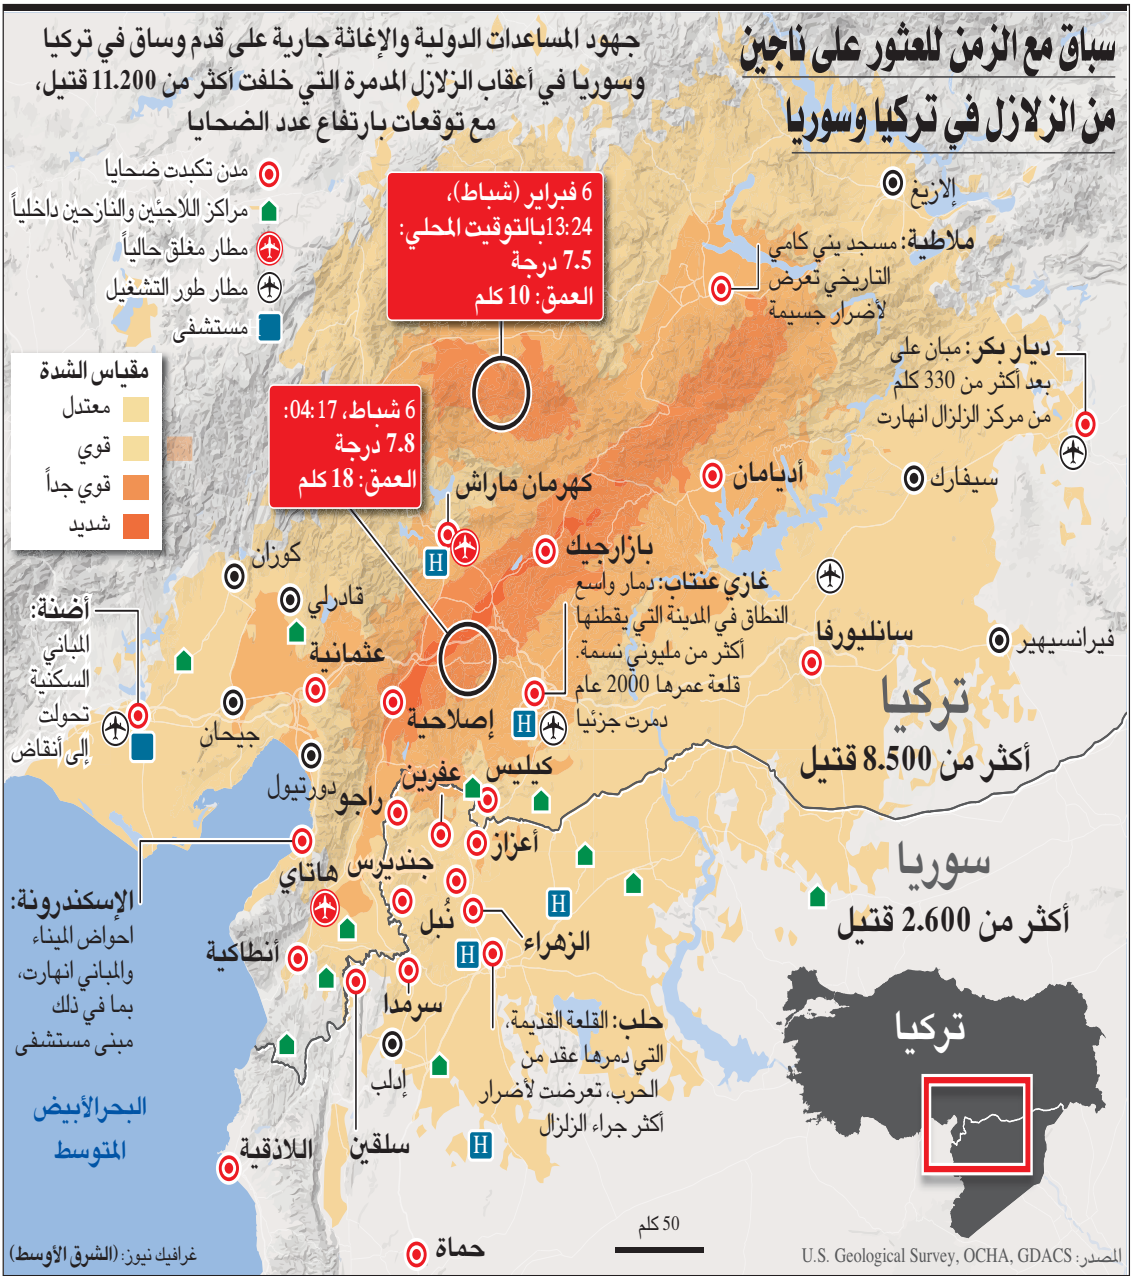 سباق مع الزمن للعثور على ناجين
من الزلازل في تركيا وسوريا
جهود المساعدات الدولية والإغاثة جارية على قدم وساق في تركيا
وسوريا في أعقاب الزلازل المدمرة التي خلفت أكثر من 11.200 قتيل،
مع توقعات بارتفاع عدد الضحايا
مدن تكبدت ضحايا
مراكز اللاجئين والنازحين داخلياً
مطار مغلق حالياً
مطار طور التشغيل
مستشفى
مقياس الشدة
معتدل
قوي
قوي جداً
شديد
6 فبراير (شباط)،
13:24بالتوقيت المحلي:
7.5 درجة
العمق: 10 كلم
6 شباط، 04:17:
7.8 درجة
العمق: 18 كلم
الازيغ
ملاطية: مسجد يني كامي
التاريخي تعرض
لأضرار جسيمة
ديار بكر: مبان على
بعد أكثر من 330 كلم
من مركز الزلزال انهارت
سيفارك
أديامان
كهرمان ماراش
H
بازارجيك
غازي عنتاب: دمار واسع
النطاق في المدينة التي يقطنها
أكثر من مليوني نسمة.
قلعة عمرها 2000 عام
دمرت جزئيا
H
كوزان
قادرلي
أضنة:
المباني
السكنية
تحولت
إلى أنقاض
عثمانية
جيحان
إصلاحية
سانليورفا
فيرانسيهير
تركيا
أكثر من 8.500 قتيل
دورتيول
راجو
عفرين
كيليس
أعزاز
جنديرس
هاتاي
نُبل
الزهراء
H
H
سوريا
أكثر من 2.600 قتيل
الإسكندرونة:
احواض الميناء
والمباني انهارت،
بما في ذلك
مبنى مستشفى
أنطاكية
سرمدا
إدلب
حلب: القلعة القديمة،
التي دمرها عقد من
الحرب، تعرضت لأضرار
أكثر جراء الزلزال
H
سلقين
اللاذقية
حماة
البحر الأبيض
المتوسط
تركيا
50 كلم
غرافيك نيوز: (الشرق الأوسط)
المصدر: U.S. Geological Survey, OCHA, GDACS